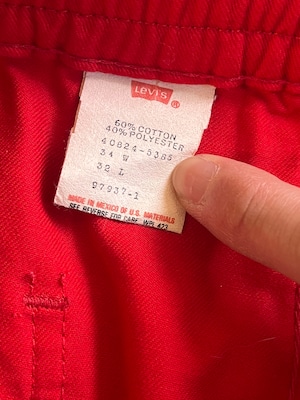 Levi's ®
60% COTTON
40% POLYESTER
40824-5385
34 W
32 L
97937-1
MADE IN MEXICO OF U.S. MATERIALS
SEE REVERSE FOR CARE WPL 423